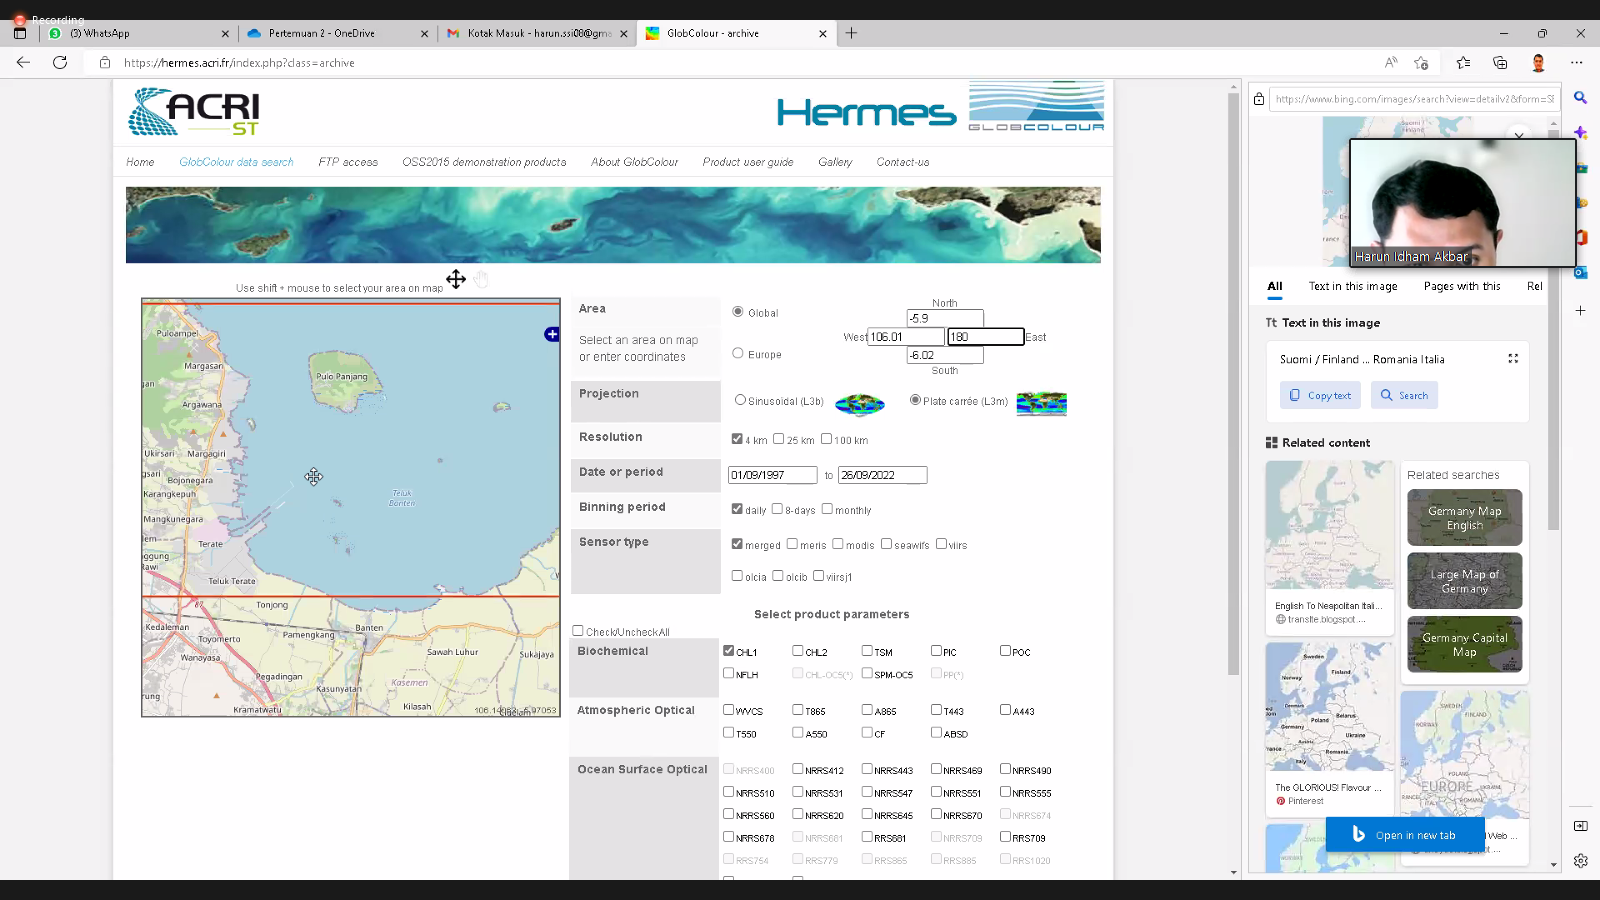 Recording
(3) WhatsApp
Pertemuan 2 - OneDrive
Kotak Masuk - harun.ssi08@gma
GlobColour - archive
https://hermes.acri.fr/index.php?class=archive
https://www.bing.com/images/search?view=detailv2&form=SB
ACRI
ST
Hermes
GLOBCOLOUR
Home
GlobColour data search
FTP access
OSS2015 demonstration products
About GlobColour
Product user guide
Gallery
Contact-us
Use shift + mouse to select your area on map
Puloampel
Margasari
Pulo Panjang
Argawana
Ukirsari
Margagiri
Bojonegara
Karangkepuh
Teluk
Banten
Mangkunegara
Terate
ggung
Rawi
Teluk Terate
87
Tonjong
Kedaleman
Pamengkang
Banten
Toyomerto
Sawah Luhur
Wanayasa
Sukajaya
Pegadingan
Kasemen
Kasunyatan
rung
Kramatwatu
Kilasah
Area
Select an area on map
or enter coordinates
Global
Europe
North
-5.9
West
106.01
180
East
-6.02
South
Projection
Sinusoidal (L3b)
Plate carrée (L3m)
Resolution
4 km
25 km
100 km
Date or period
01/09/1997
to
26/09/2022
Binning period
daily
8-days
monthly
Sensor type
merged
meris
modis
seawifs
viirs
olcia
olcib
viirsj1
Select product parameters
Check/Uncheck All
Biochemical
CHL1
CHL2
TSM
PIC
POC
NFLH
CHL-OC5(*)
SPM-OC5
PP(*)
Atmospheric Optical
WVCS
T865
A865
T443
A443
T550
A550
CF
ABSD
Ocean Surface Optical
NRRS400
NRRS412
NRRS443
NRRS469
NRRS490
NRRS510
NRRS531
NRRS547
NRRS551
NRRS555
NRRS560
NRRS620
NRRS645
NRRS670
NRRS674
NRRS678
NRRS681
RRS681
NRRS709
RRS709
RRS754
RRS779
RRS865
RRS885
RRS1020
Harun Idham Akbar
All
Text in this image
Pages with this
Rel
Text in this image
Suomi / Finland ... Romania Italia
Copy text
Search
Related content
Related searches
Germany Map
English
Large Map of
Germany
Germany Capital
Map
English To Neapolitan Itali...
transite.blogspot ...
The GLORIOUS! Flavour ...
Pinterest
EUROPE
Open in new tab
Web ...